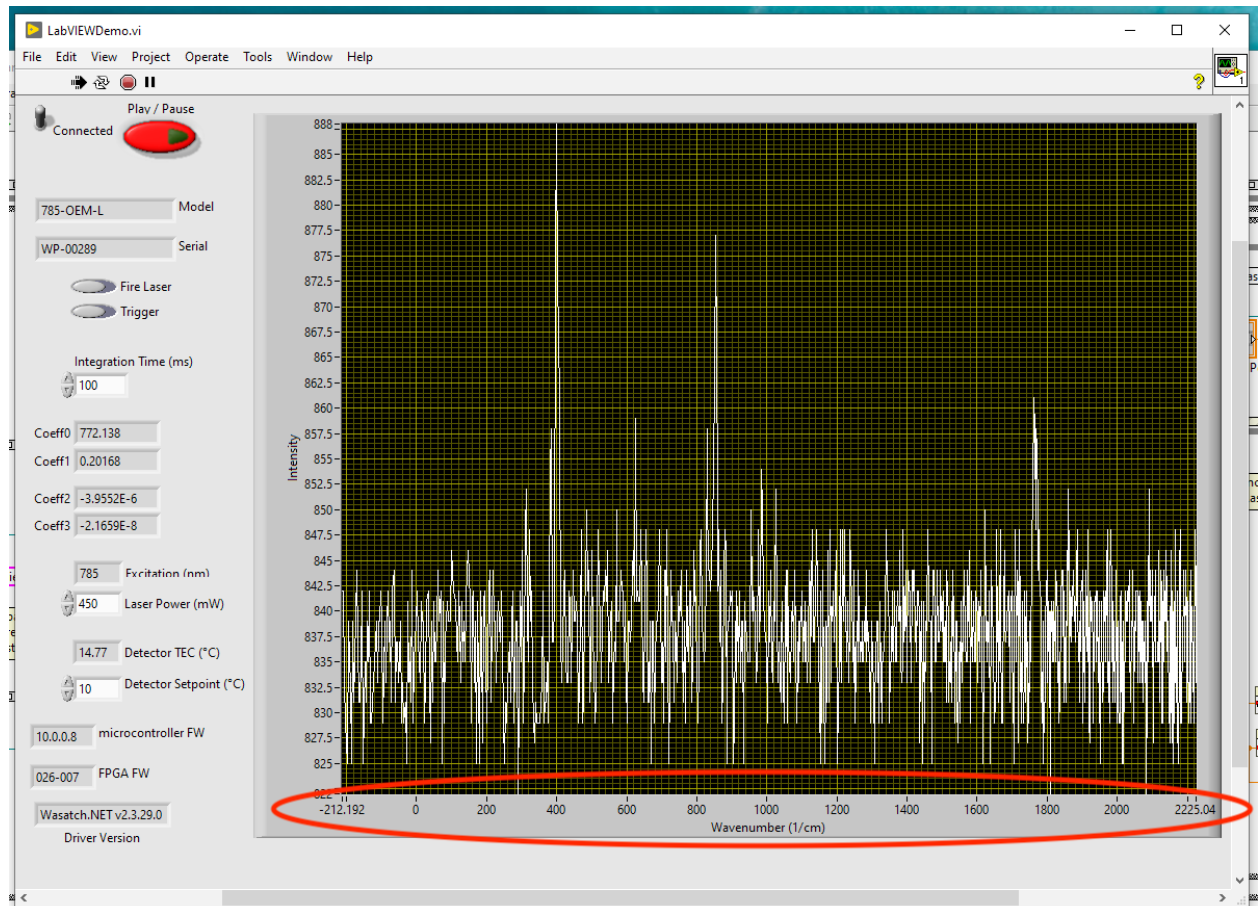 LabVIEWDemo.vi
File Edit View Project Operate Tools Window Help
1
Connected
Play / Pause
785-OEM-L Model
WP-00289 Serial
Fire Laser
Trigger
Integration Time (ms)
100
Coeff0 772.138
Coeff1 0.20168
Coeff2 -3.9552E-6
Coeff3 -2.1659E-8
785 Excitation (nm)
450 Laser Power (mW)
14.77 Detector TEC (°C)
10 Detector Setpoint (°C)
10.0.0.8 microcontroller FW
026-007 FPGA FW
Wasatch.NET v2.3.29.0
Driver Version
Intensity
888
885
882.5
880
877.5
875
872.5
870
867.5
865
862.5
860
857.5
855
852.5
850
847.5
845
842.5
840
837.5
835
832.5
830
827.5
825
822
-212.192 0 200 400 600 800 1000 1200 1400 1600 1800 2000 2225.04
Wavenumber (1/cm)